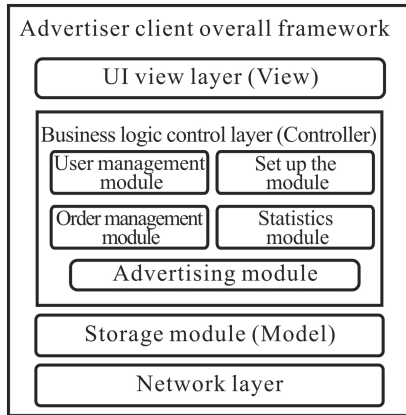 Advertiser client overall framework
UI view layer (View)
Business logic control layer (Controller)
User management
module
Set up the
module
Order management
module
Statistics
module
Advertising module
Storage module (Model)
Network layer